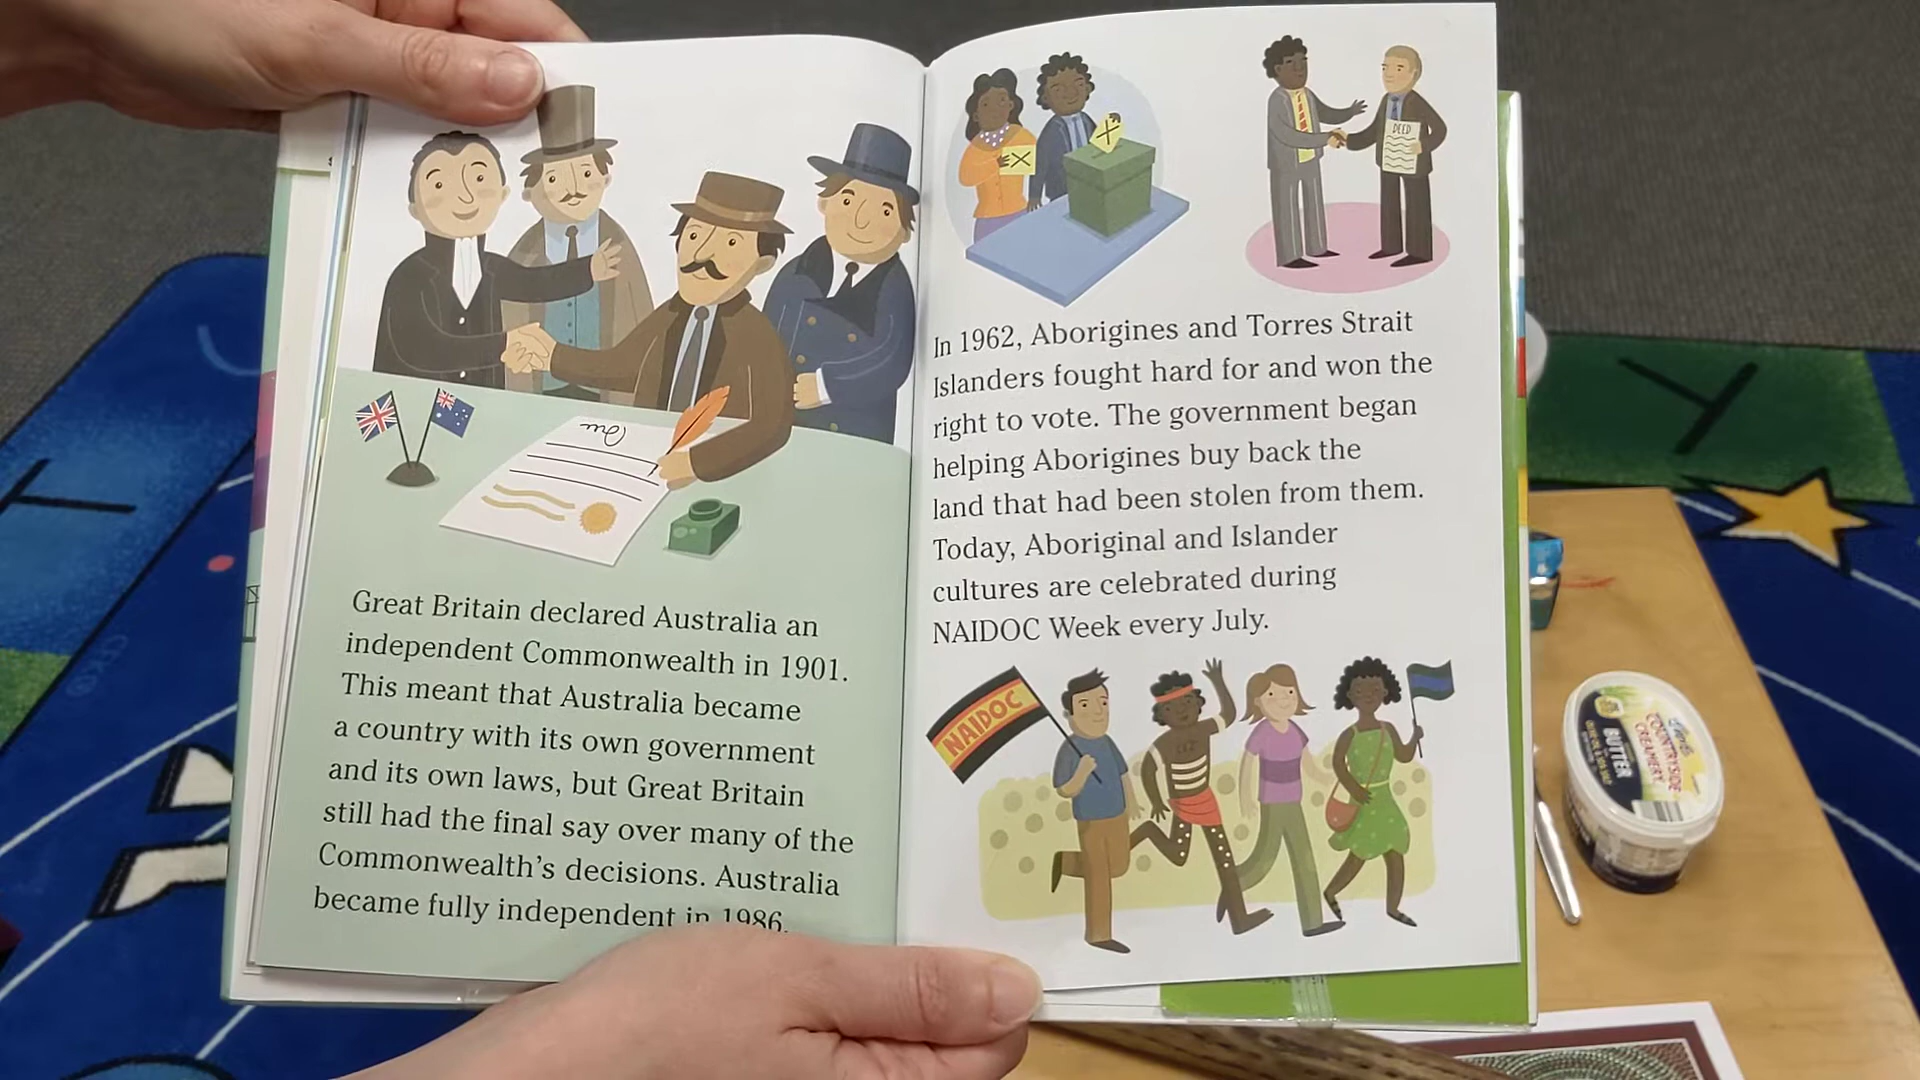 Great Britain declared Australia an
independent Commonwealth in 1901.
This meant that Australia became
a country with its own government
and its own laws, but Great Britain
still had the final say over many of the
Commonwealth's decisions. Australia
became fully independent in 1986.
DEED
In 1962, Aborigines and Torres Strait
Islanders fought hard for and won the
right to vote. The government began
helping Aborigines buy back the
land that had been stolen from them.
Today, Aboriginal and Islander
cultures are celebrated during
NAIDOC Week every July.
NAIDOC
COUNTRYSIDE
CREAMERY
BUTTER